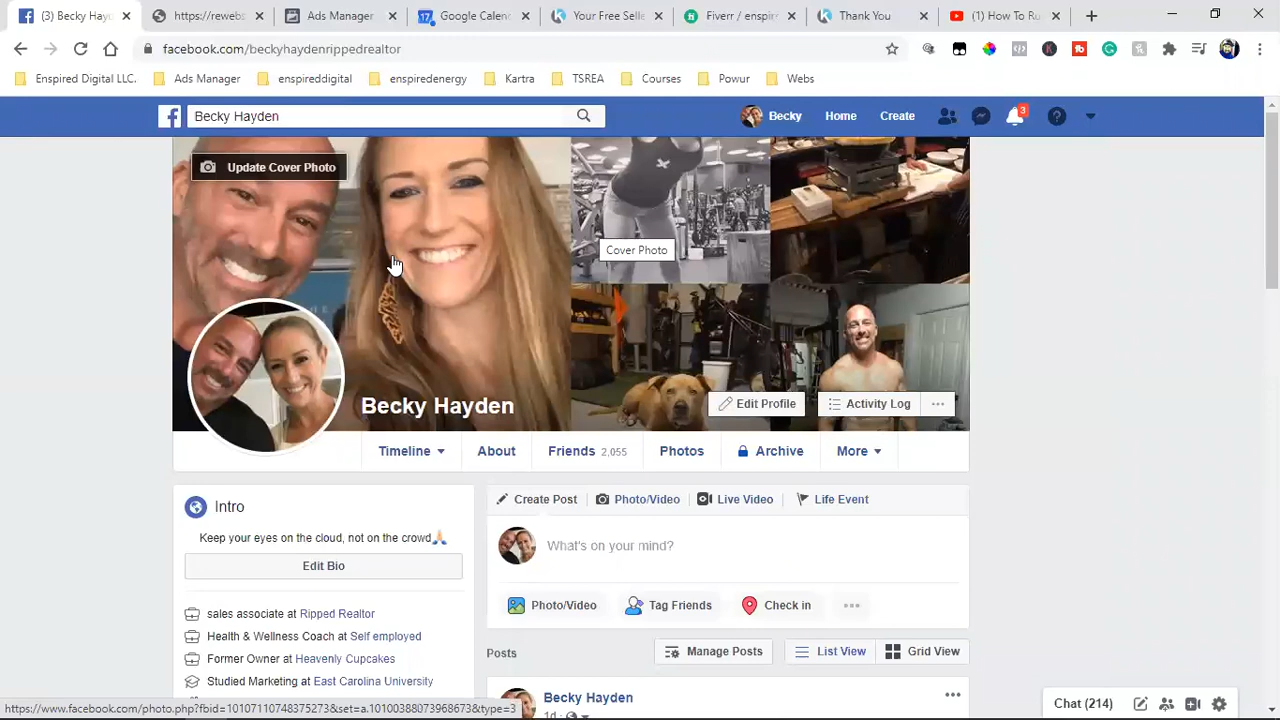 (3) Becky Hayd
https://rewebs
Ads Manager
17 Google Calen
Your Free Selle
Fiverr / enspire
Thank You
(1) How To Ru
facebook.com/beckyhaydenrippedrealtor
Enspired Digital LLC.
Ads Manager
enspireddigital
enspiredenergy
Kartra
TSREA
Courses
Powur
Webs
Becky Hayden
Becky
Home
Create
3
Update Cover Photo
Cover Photo
Becky Hayden
Edit Profile
Activity Log
Timeline
About
Friends 2,055
Photos
Archive
More
Intro
Keep your eyes on the cloud, not on the crowd🙏🏻
Edit Bio
sales associate at Ripped Realtor
Health & Wellness Coach at Self employed
Former Owner at Heavenly Cupcakes
Studied Marketing at East Carolina University
Create Post
Photo/Video
Live Video
Life Event
What's on your mind?
Photo/Video
Tag Friends
Check in
Posts
Manage Posts
List View
Grid View
Becky Hayden
1d
Chat (214)
https://www.facebook.com/photo.php?fbid=10107110748375273&set=a.10100388073908673&type=3